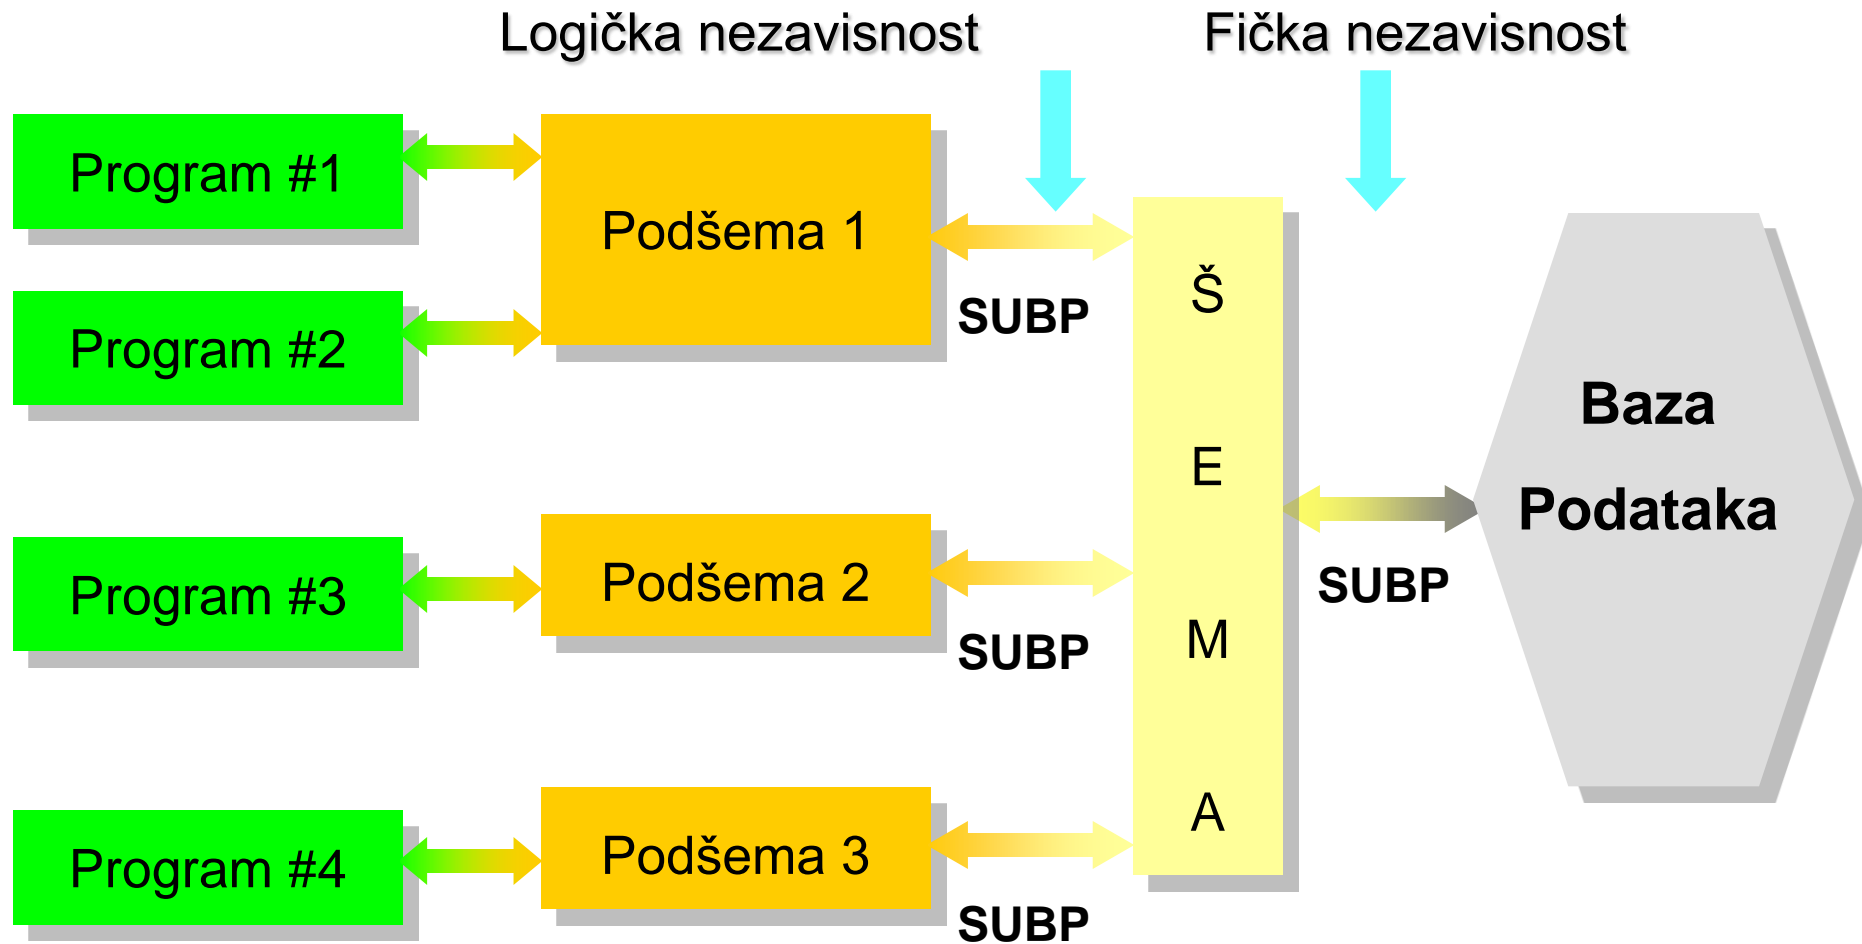 Logička nezavisnost
Fička nezavisnost
Program #1
Podšema 1
Program #2
SUBP
Š
E
M
A
Baza
Podataka
Program #3
Podšema 2
SUBP
SUBP
Program #4
Podšema 3
SUBP